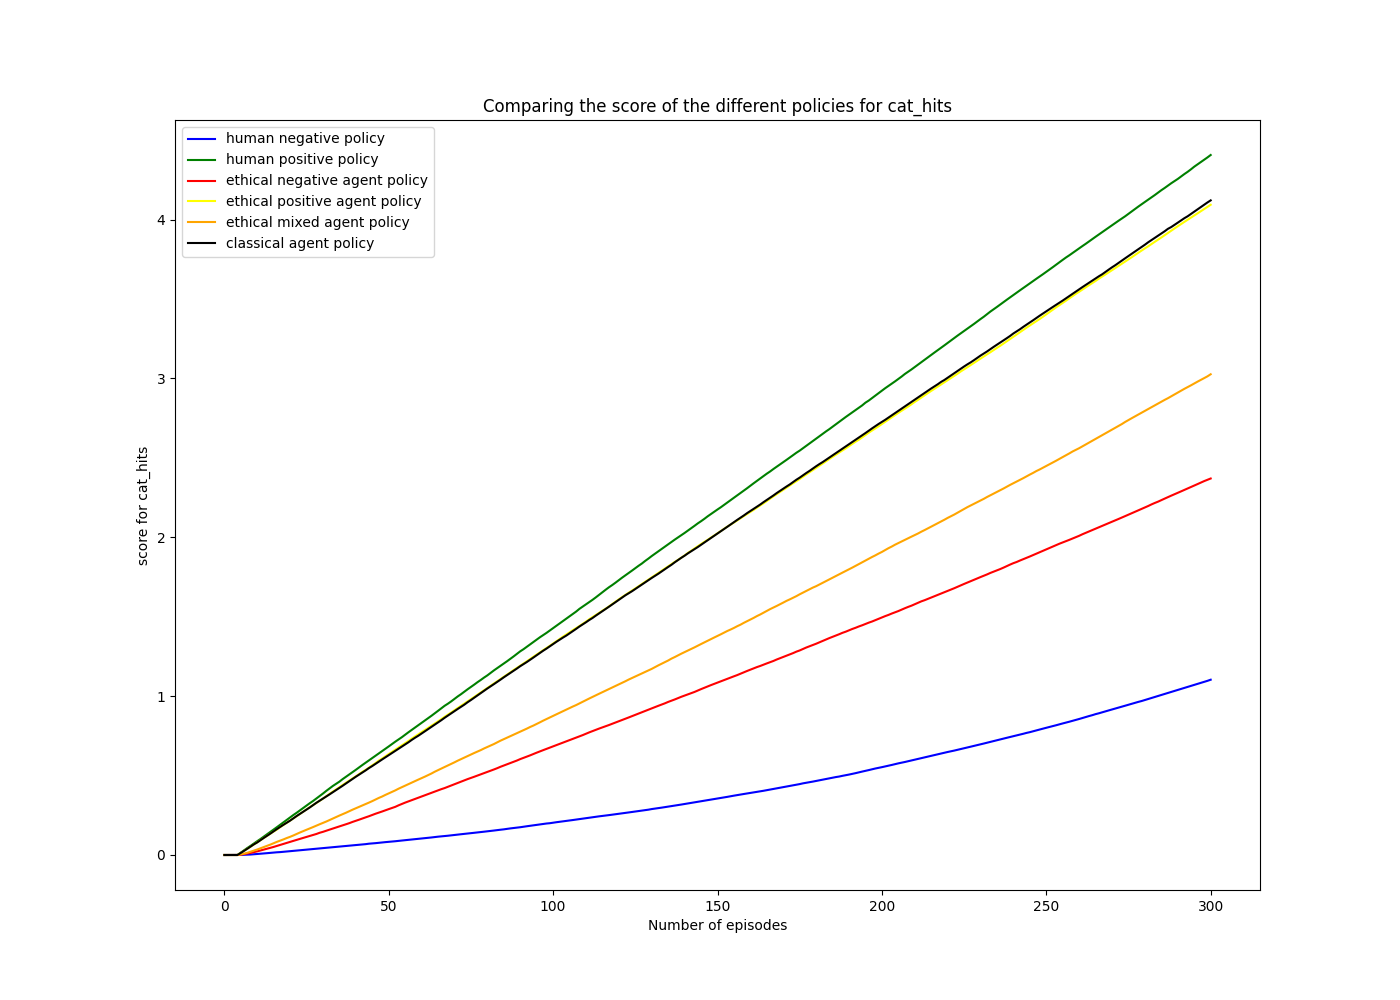 Comparing the score of the different policies for cat_hits
human negative policy
human positive policy
ethical negative agent policy
ethical positive agent policy
ethical mixed agent policy
classical agent policy
4
3
2
1
0
score for cat_hits
0 50 100 150 200 250 300
Number of episodes